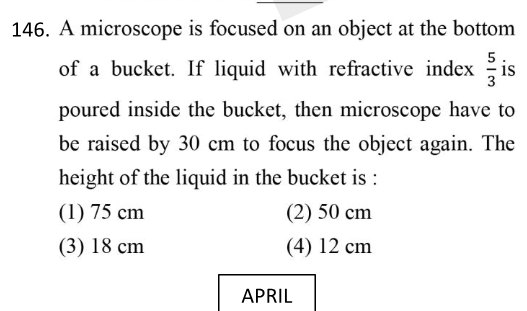 146. A microscope is focused on an object at the bottom
of a bucket. If liquid with refractive index 5/3 is
poured inside the bucket, then microscope have to
be raised by 30 cm to focus the object again. The
height of the liquid in the bucket is :
(1) 75 cm (2) 50 cm
(3) 18 cm (4) 12 cm
APRIL